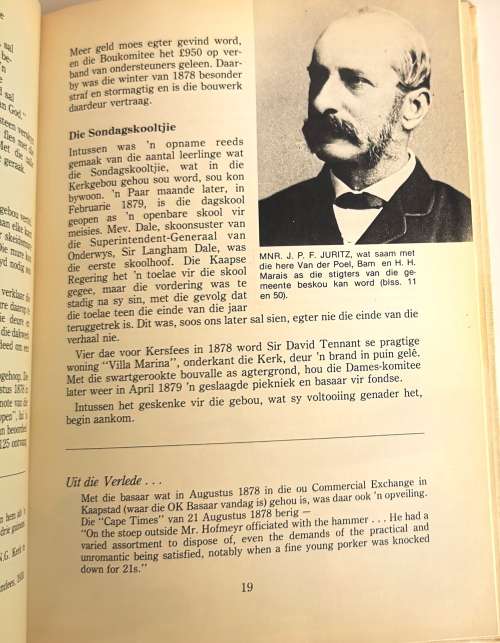 Meer geld moes egter gevind word,
en die Boukomitee het £950 op ver-
band van ondersteuners geleen. Daar-
by was die winter van 1878 besonder
straf en stormagtig en is die bouwerk
daardeur vertraag.
Die Sondagskooltjie
Intussen was 'n opname reeds
gemaak van die aantal leerlinge wat
die Sondagskooltjie, wat in die
Kerkgebou gehou sou word, sou kon
bywoon. 'n Paar maande later, in
Februarie 1879, is die dagskool
geopen as 'n openbare skool vir
meisies. Mev. Dale, skoonsuster van
die Superintendent-Generaal van
Onderwys, Sir Langham Dale, was
die eerste skoolhoof. Die Kaapse
Regering het 'n toelae vir die skool
gegee, maar die vordering was te
stadig na sy sin, met die gevolg dat
die toelae teen die einde van die jaar
teruggetrek is. Dit was, soos ons later sal sien, egter nie die einde van die
verhaal nie.
MNR. J. P. F. JURITZ, wat saam met
die here Van der Poel, Bam en H. H.
Marais as die stigters van die ge-
meente beskou kan word (biss. 11
en 50).
Vier dae voor Kersfees in 1878 word Sir David Tennant se pragtige
woning "Villa Marina", onderkant die Kerk, deur 'n brand in puin gelê.
Met die swartgerookte bouvalle as agtergrond, hou die Dames-komitee
later weer in April 1879 'n geslaagde piekniek en basaar vir fondse.
Intussen het geskenke vir die gebou, wat sy voltooiing genader het,
begin aankom.
Uit die Verlede . . .
Met die basaar wat in Augustus 1878 in die ou Commercial Exchange in
Kaapstad (waar die OK Basaar vandag is) gehou is, was daar ook 'n opveiling.
Die "Cape Times" van 21 Augustus 1878 berig —
"On the stoep outside Mr. Hofmeyr officiated with the hammer . . . He had a
varied assortment to dispose of, even the demands of the practical and
unromantic being satisfied, notably when a fine young porker was knocked
down for 21s."
19